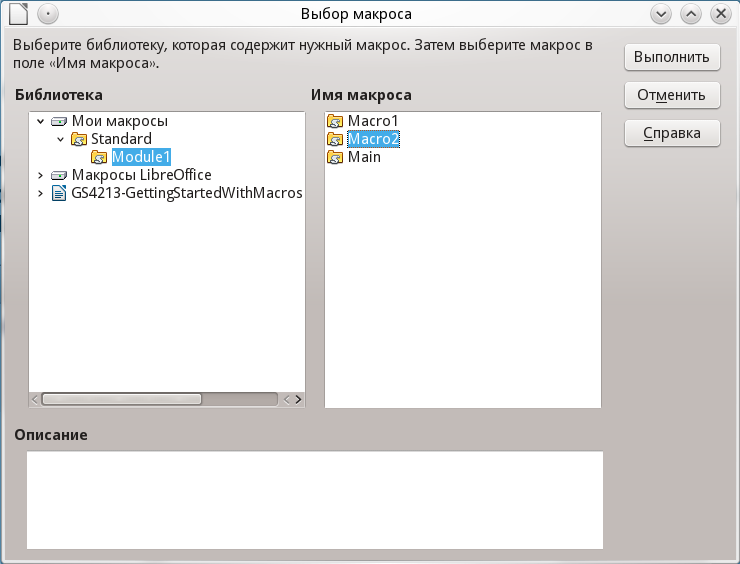 Выбор макроса
Выберите библиотеку, которая содержит нужный макрос. Затем выберите макрос в
поле «Имя макроса».
Выполнить
Отменить
Справка
Библиотека
Мои макросы
Standard
Module1
Макросы LibreOffice
GS4213-GettingStartedWithMacros
Имя макроса
Macro1
Macro2
Main
Описание